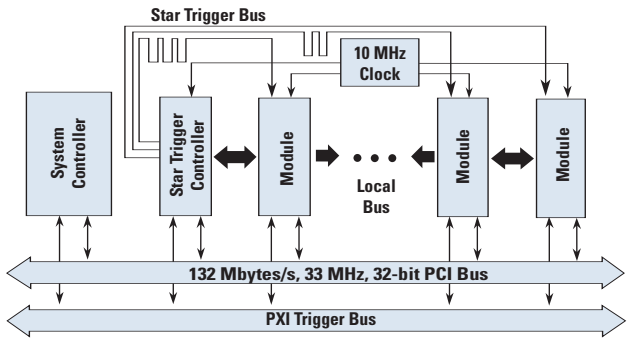 Star Trigger Bus
10 MHz
Clock
System
Controller
Star Trigger
Controller
Module
Local
Bus
Module
Module
132 Mbytes/s, 33 MHz, 32-bit PCI Bus
PXI Trigger Bus